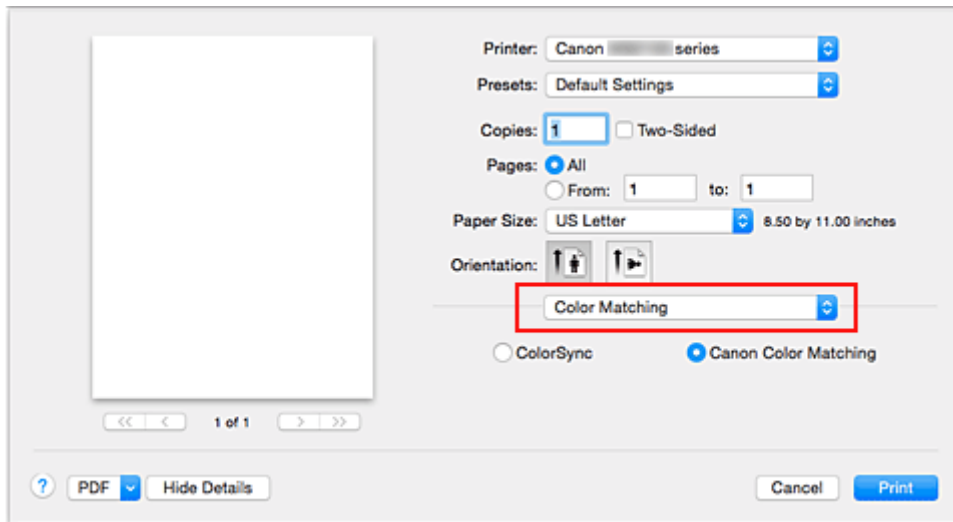 Printer: Canon series
Presets: Default Settings
Copies: 1 Two-Sided
Pages: All
From: 1 to: 1
Paper Size: US Letter 8.50 by 11.00 inches
Orientation:
Color Matching
ColorSync Canon Color Matching
<< < 1 of 1 > >>
? PDF Hide Details Cancel Print